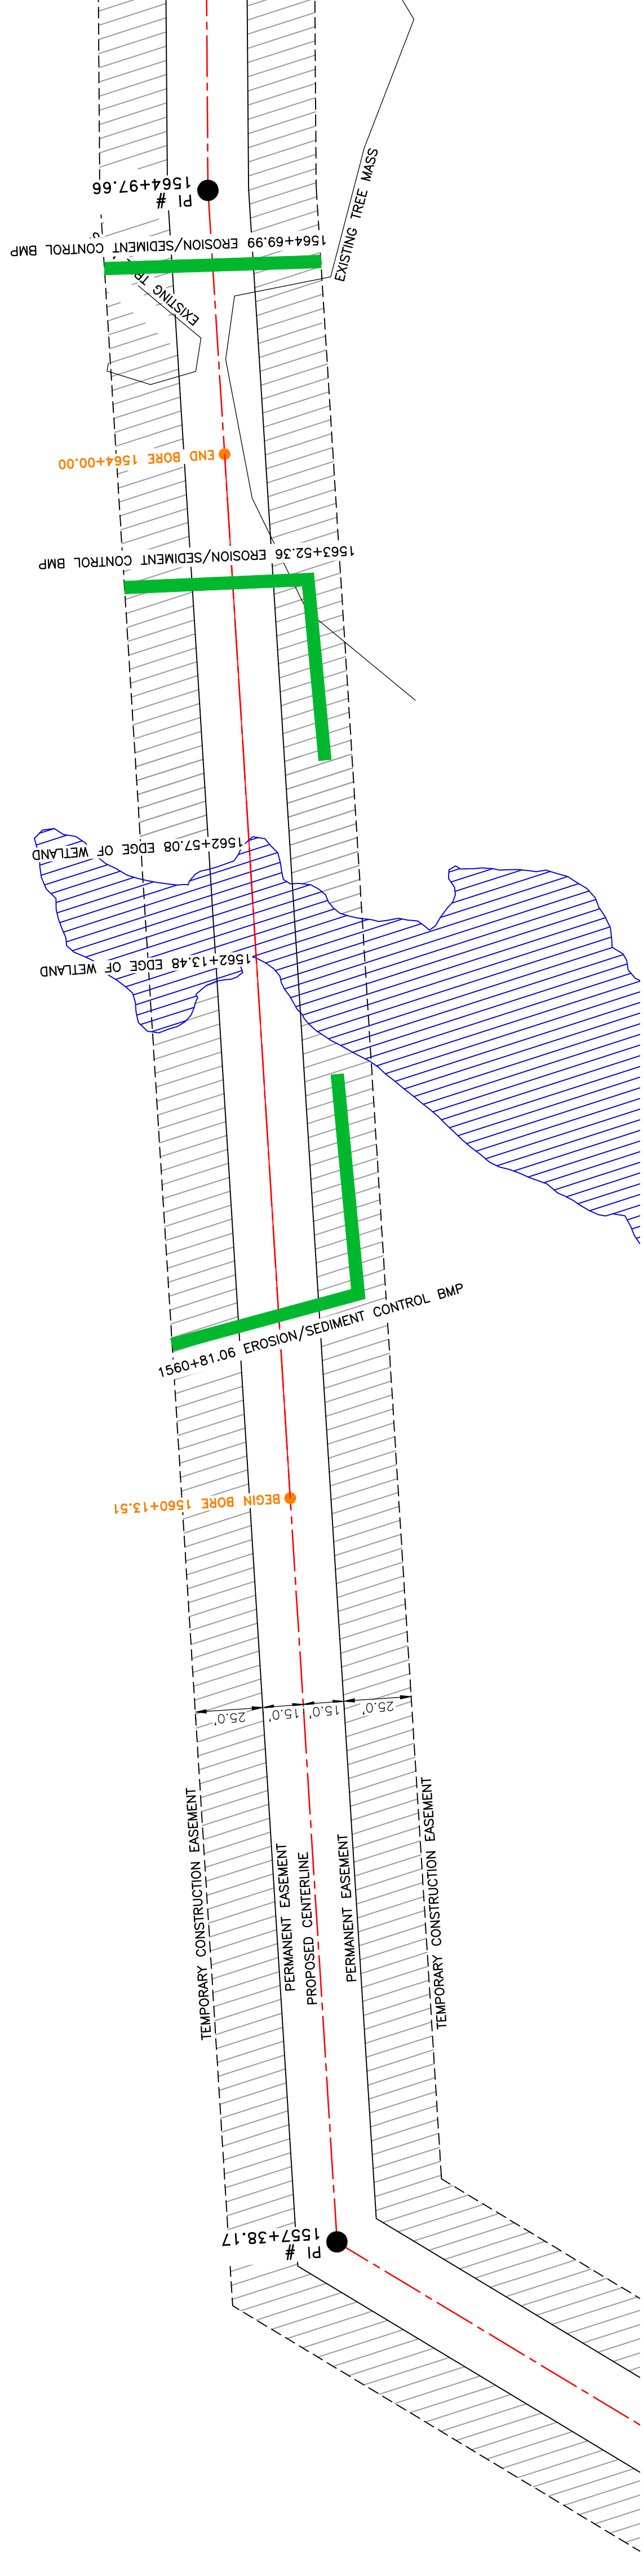 1564+97.66
PI #
EXISTING TREE MASS
1564+69.99 EROSION/SEDIMENT CONTROL BMP
EXISTING
END BORE 1564+00.00
1563+52.36 EROSION/SEDIMENT CONTROL BMP
1562+57.08 EDGE OF WETLAND
1562+13.48 EDGE OF WETLAND
1560+81.06 EROSION/SEDIMENT CONTROL BMP
BEGIN BORE 1560+13.51
25.0'
15.0'
15.0'
25.0'
TEMPORARY CONSTRUCTION EASEMENT
PERMANENT EASEMENT
PROPOSED CENTERLINE
PERMANENT EASEMENT
TEMPORARY CONSTRUCTION EASEMENT
1557+38.17
PI #